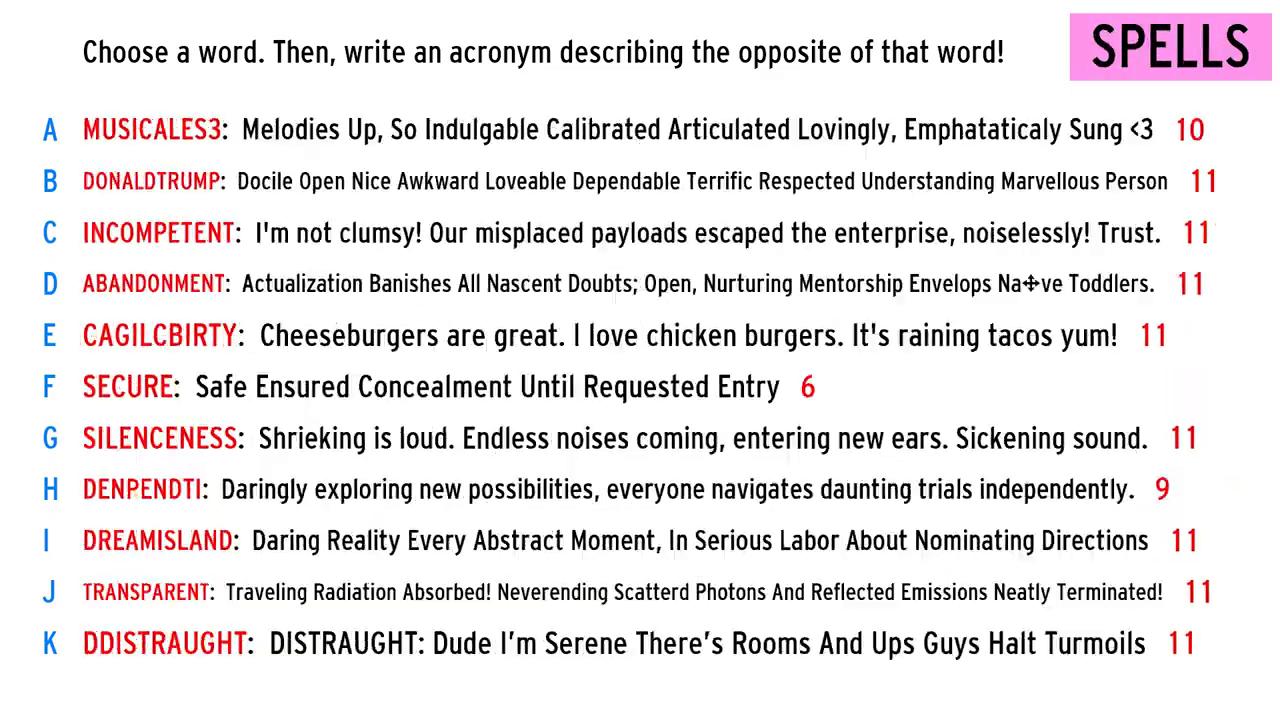 Choose a word. Then, write an acronym describing the opposite of that word!
SPELLS
A MUSICALES3: Melodies Up, So Indulgable Calibrated Articulated Lovingly, Emphataticaly Sung <3 10
B DONALDTRUMP: Docile Open Nice Awkward Loveable Dependable Terrific Respected Understanding Marvellous Person 11
C INCOMPETENT: I'm not clumsy! Our misplaced payloads escaped the enterprise, noiselessly! Trust. 11
D ABANDONMENT: Actualization Banishes All Nascent Doubts; Open, Nurturing Mentorship Envelops Na✢ve Toddlers. 11
E CAGILCBIRTY: Cheeseburgers are great. I love chicken burgers. It's raining tacos yum! 11
F SECURE: Safe Ensured Concealment Until Requested Entry 6
G SILENCENESS: Shrieking is loud. Endless noises coming, entering new ears. Sickening sound. 11
H DENPENDTI: Daringly exploring new possibilities, everyone navigates daunting trials independently. 9
I DREAMISLAND: Daring Reality Every Abstract Moment, In Serious Labor About Nominating Directions 11
J TRANSPARENT: Traveling Radiation Absorbed! Neverending Scatterd Photons And Reflected Emissions Neatly Terminated! 11
K DDISTRAUGHT: DISTRAUGHT: Dude I’m Serene There’s Rooms And Ups Guys Halt Turmoils 11